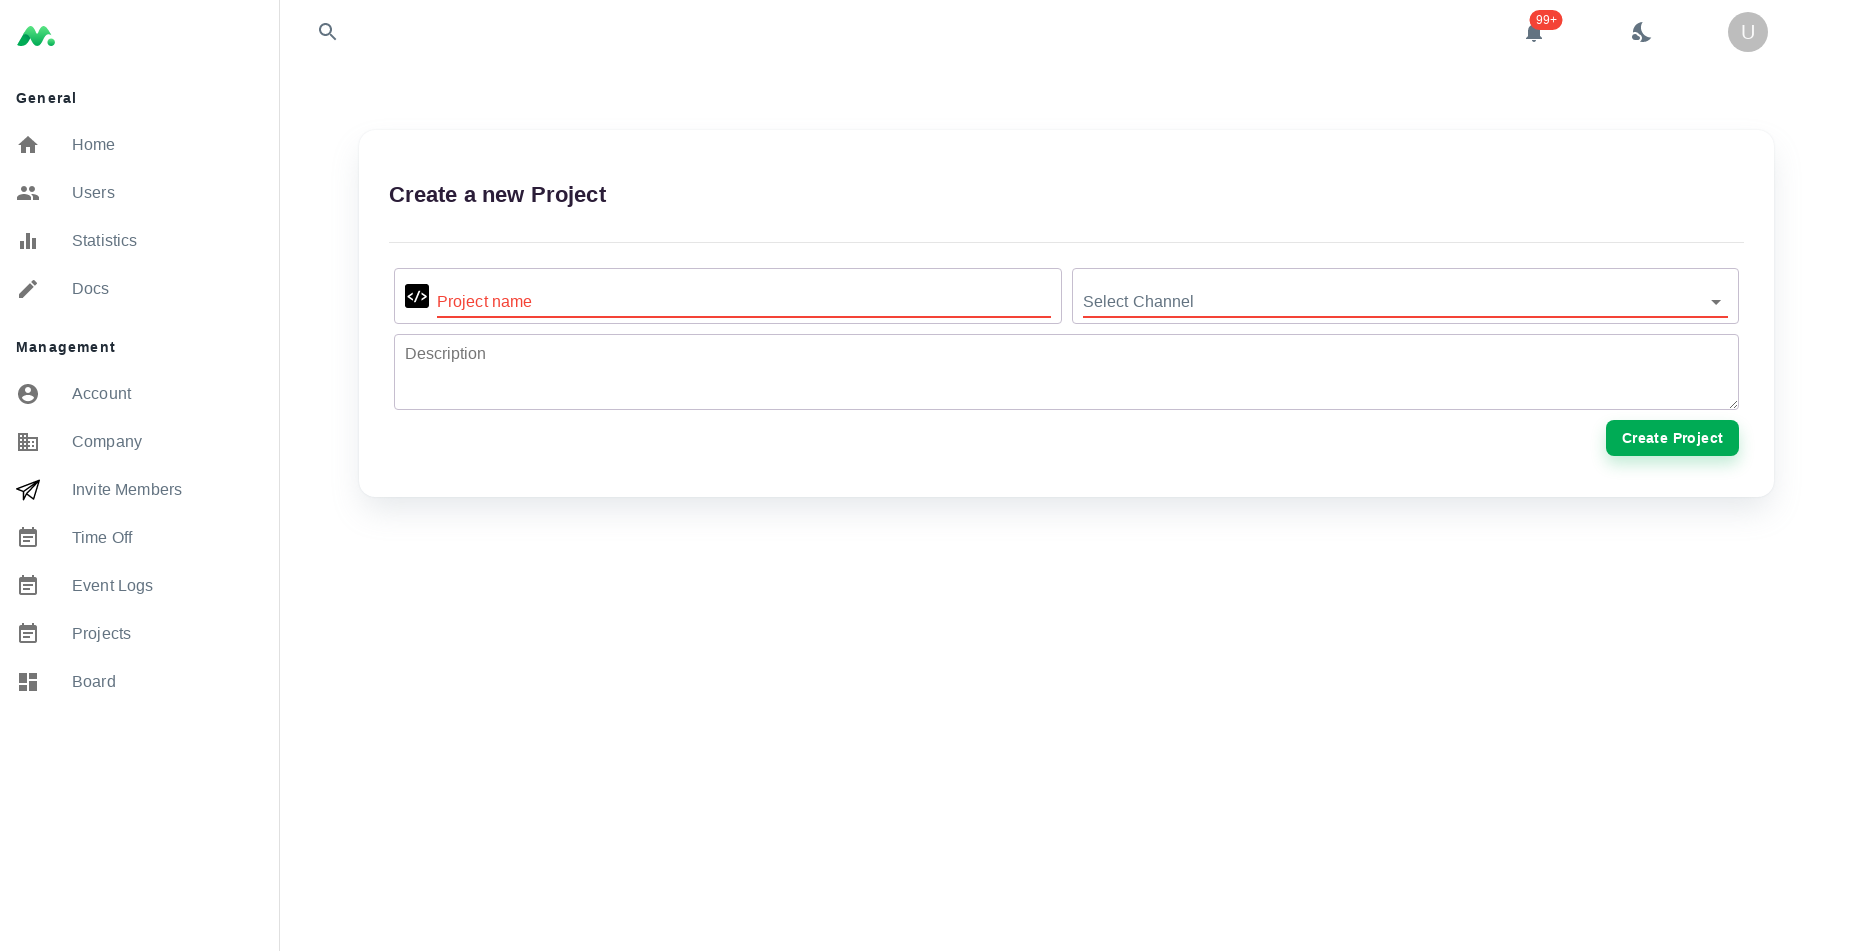 99+
U
General
Home
Users
Statistics
Docs
Management
Account
Company
Invite Members
Time Off
Event Logs
Projects
Board
Create a new Project
Project name
Select Channel
Description
Create Project